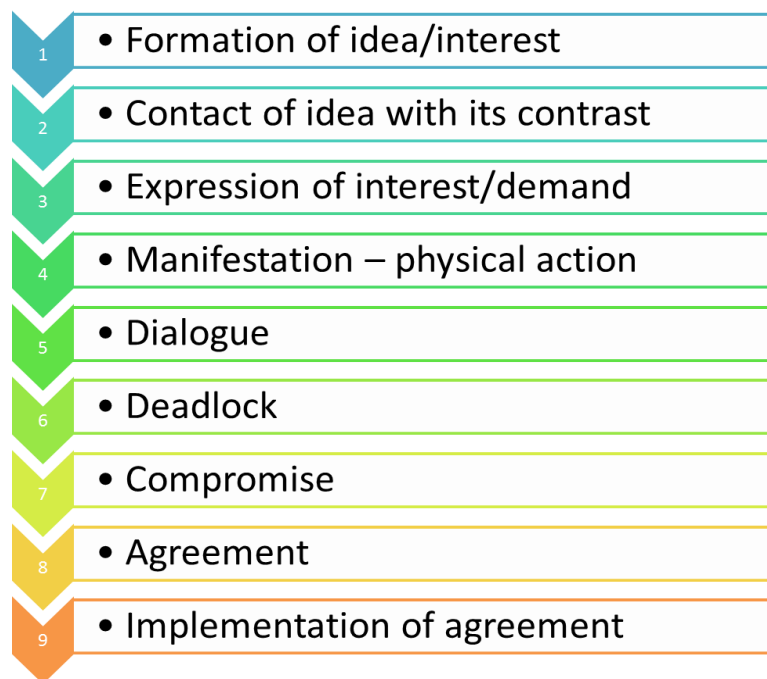 1
• Formation of idea/interest
2
• Contact of idea with its contrast
3
• Expression of interest/demand
4
• Manifestation – physical action
5
• Dialogue
6
• Deadlock
7
• Compromise
8
• Agreement
9
• Implementation of agreement